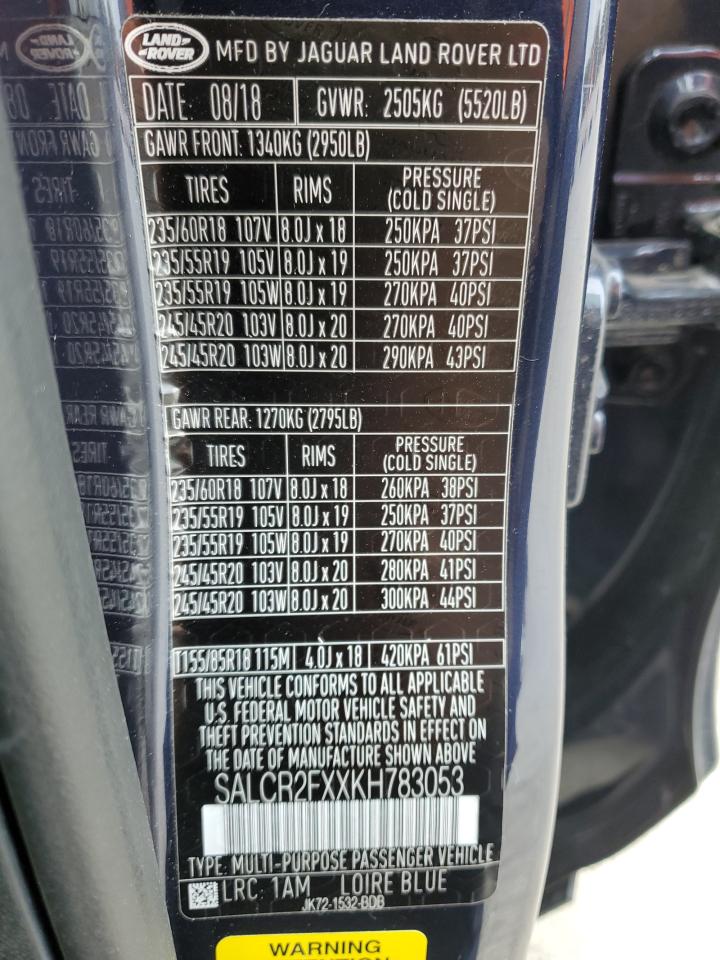 LAND ROVER MFD BY JAGUAR LAND ROVER LTD
DATE: 08/18 GVWR: 2505KG (5520LB)
GAWR FRONT: 1340KG (2950LB)
TIRES RIMS PRESSURE (COLD SINGLE)
235/60R18 107V 8.0J x 18 250KPA 37PSI
235/55R19 105V 8.0J x 19 250KPA 37PSI
235/55R19 105W 8.0J x 19 270KPA 40PSI
245/45R20 103V 8.0J x 20 270KPA 40PSI
245/45R20 103W 8.0J x 20 290KPA 43PSI
GAWR REAR: 1270KG (2795LB)
TIRES RIMS PRESSURE (COLD SINGLE)
235/60R18 107V 8.0J x 18 260KPA 38PSI
235/55R19 105V 8.0J x 19 250KPA 37PSI
235/55R19 105W 8.0J x 19 270KPA 40PSI
245/45R20 103V 8.0J x 20 280KPA 41PSI
245/45R20 103W 8.0J x 20 300KPA 44PSI
T155/85R18 115M 4.0J x 18 420KPA 61PSI
THIS VEHICLE CONFORMS TO ALL APPLICABLE
U.S. FEDERAL MOTOR VEHICLE SAFETY AND
THEFT PREVENTION STANDARDS IN EFFECT ON
THE DATE OF MANUFACTURE SHOWN ABOVE
SALCR2FXXKH783053
TYPE: MULTI-PURPOSE PASSENGER VEHICLE
LRC: 1AM LOIRE BLUE
JK72-1532-BDB
WARNING